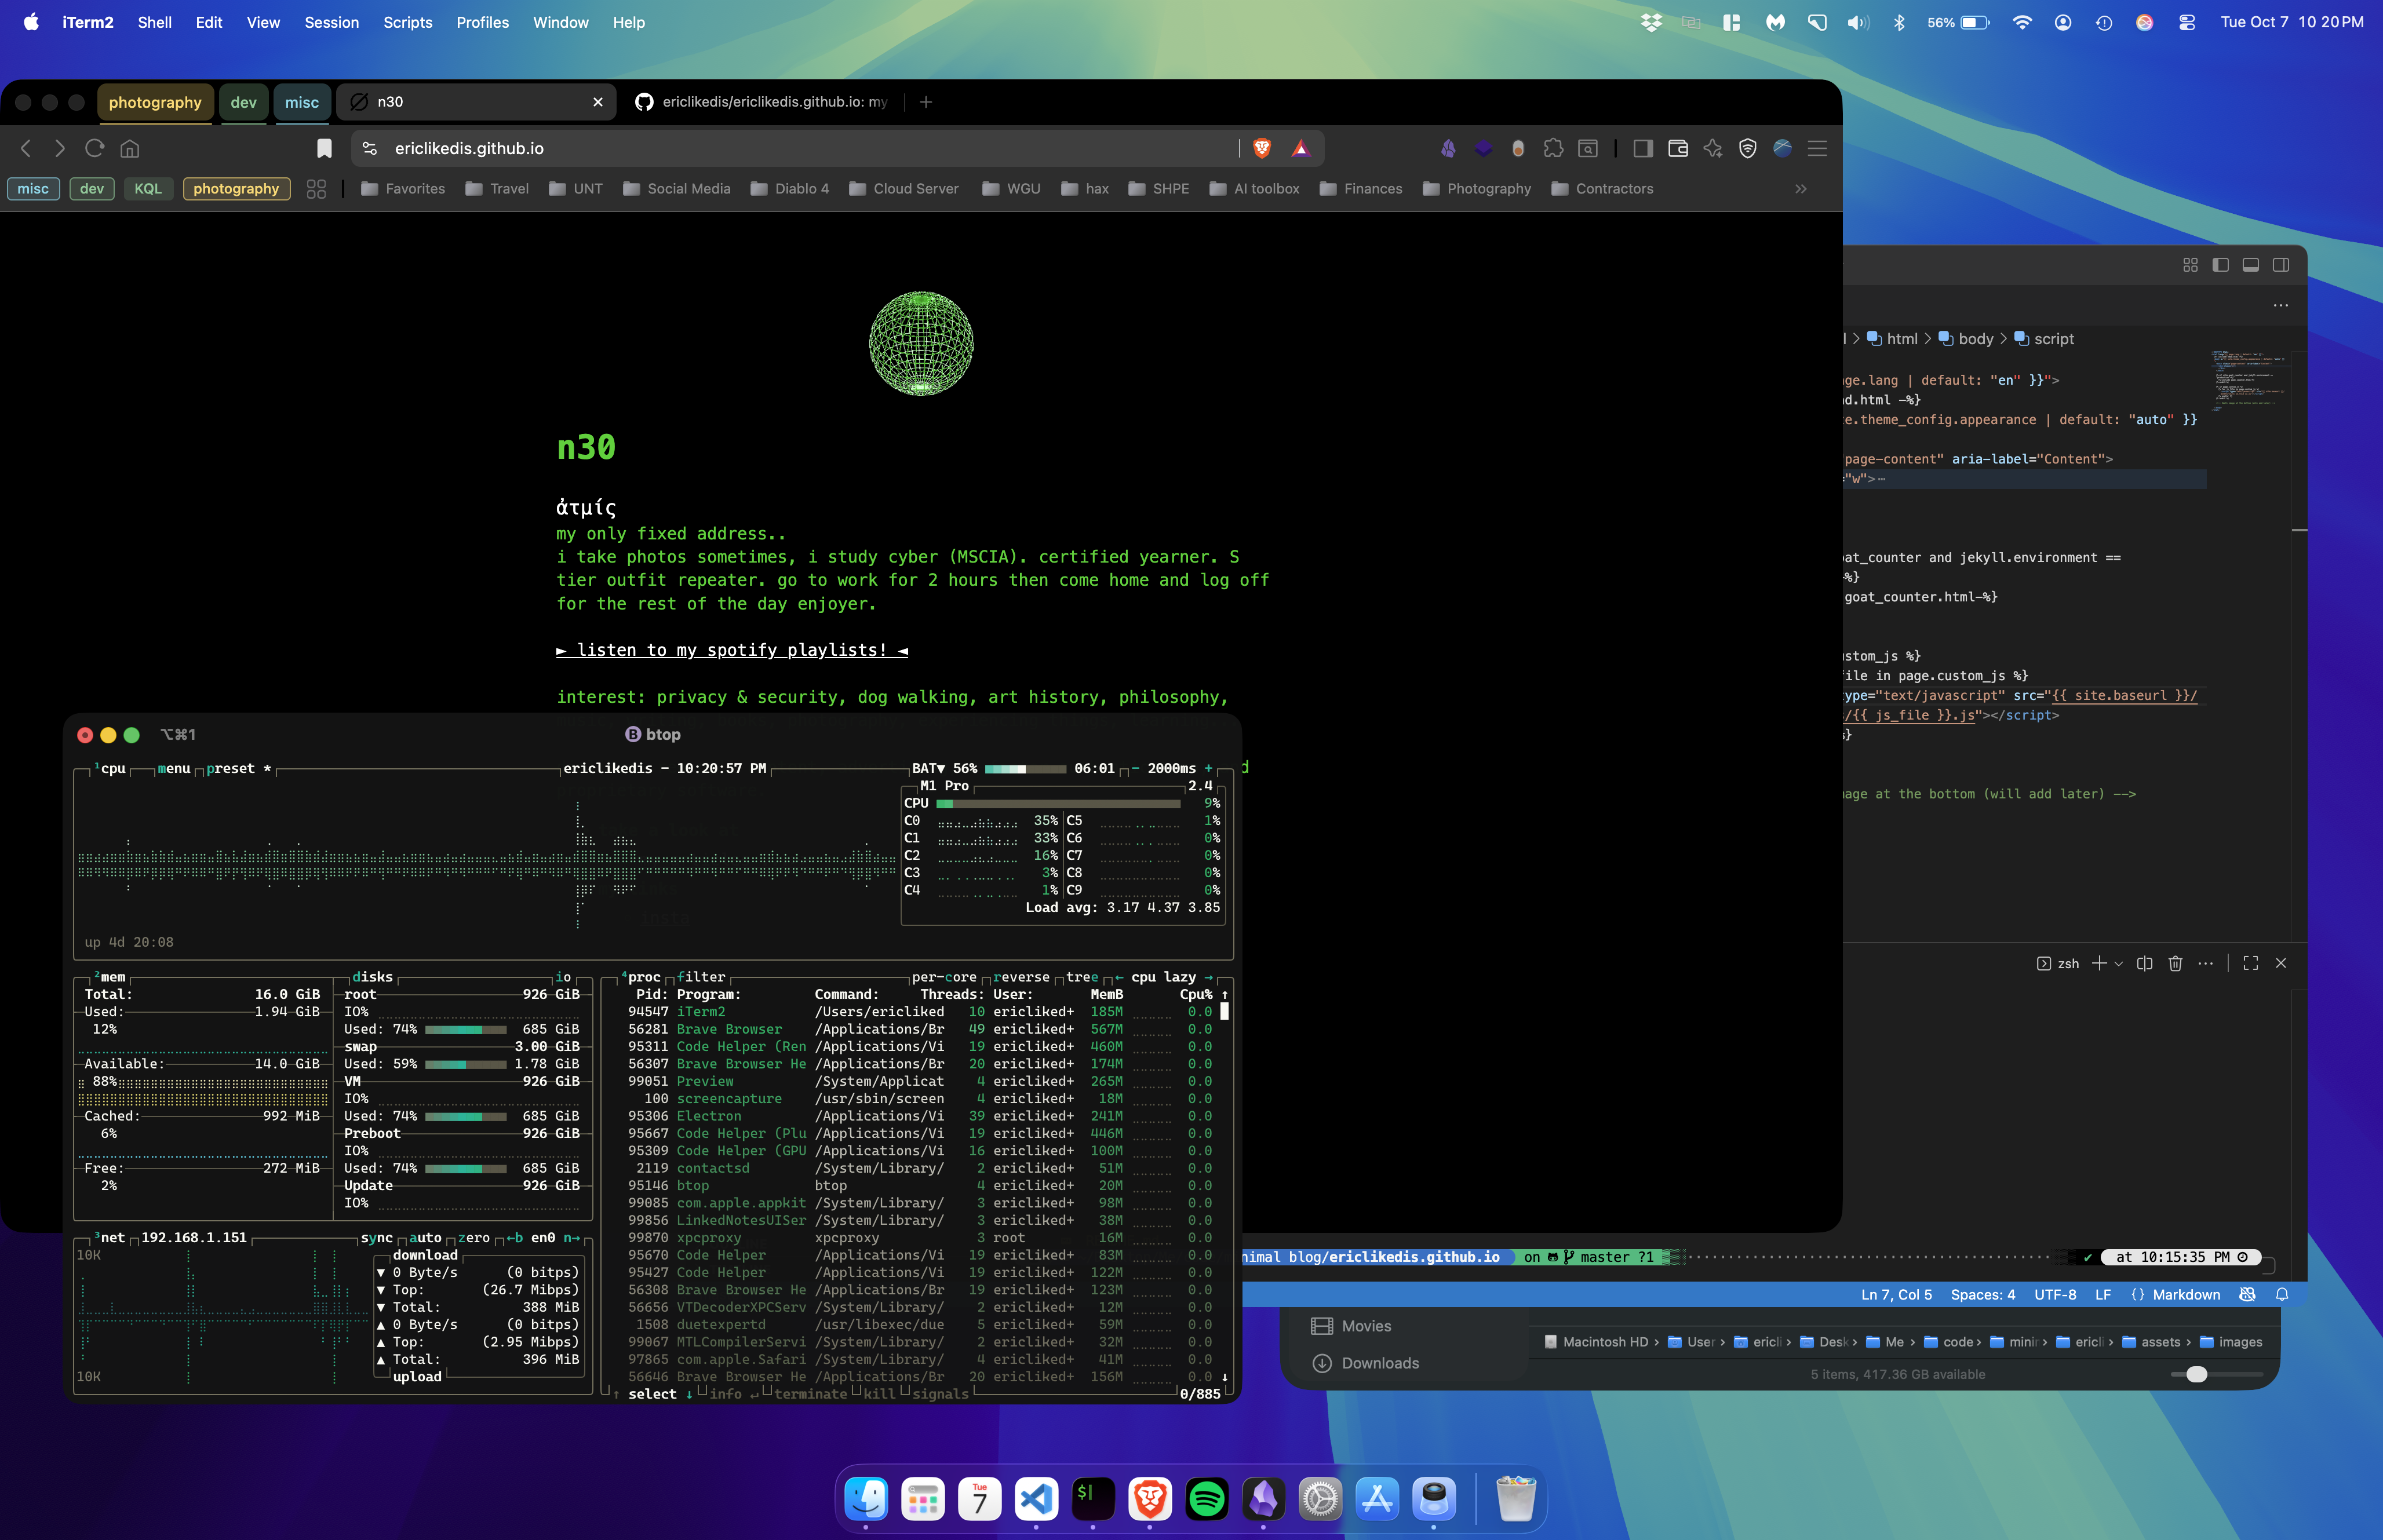 iTerm2 Shell Edit View Session Scripts Profiles Window Help 56% Tue Oct 7 10 20 PM
photography dev misc n30 ericlikedis/ericlikedis.github.io: my
ericlikedis.github.io
misc dev KQL photography Favorites Travel UNT Social Media Diablo 4 Cloud Server WGU hax SHPE AI toolbox Finances Photography Contractors
n30
ἀτμίς
my only fixed address..
i take photos sometimes, i study cyber (MSCIA). certified yearner. S
tier outfit repeater. go to work for 2 hours then come home and log off
for the rest of the day enjoyer.
► listen to my spotify playlists! ◄
interest: privacy & security, dog walking, art history, philosophy,
html > body > script
ge.lang | default: "en" }}">
d.html -%}
e.theme_config.appearance | default: "auto" }}
page-content" aria-label="Content">
="w">⋯
oat_counter and jekyll.environment ==
-%}
goat_counter.html-%}
stom_js %}
file in page.custom_js %}
type="text/javascript" src="{{ site.baseurl }}/
/{{ js_file }}.js"></script>
%}
mage at the bottom (will add later) -->
zsh
⌥⌘1 btop
¹cpu menu preset * ericlikedis - 10:20:57 PM BAT▼ 56% 06:01 - 2000ms +
M1 Pro 2.4
CPU 9%
C0 35% C5 1%
C1 33% C6 0%
C2 16% C7 0%
C3 3% C8 0%
C4 1% C9 0%
Load avg: 3.17 4.37 3.85
up 4d 20:08
²mem disks io
Total: 16.0 GiB
Used: 1.94 GiB
12%
Available: 14.0 GiB
88%
Cached: 992 MiB
6%
Free: 272 MiB
2%
root 926 GiB
IO%
Used: 74% 685 GiB
swap 3.00 GiB
Used: 59% 1.78 GiB
VM 926 GiB
IO%
Used: 74% 685 GiB
Preboot 926 GiB
IO%
Used: 74% 685 GiB
Update 926 GiB
IO%
³net 192.168.1.151 sync auto zero ←b en0 n→
10K
download
▼ 0 Byte/s (0 bitps)
▼ Top: (26.7 Mibps)
▼ Total: 388 MiB
▲ 0 Byte/s (0 bitps)
▲ Top: (2.95 Mibps)
▲ Total: 396 MiB
upload
10K
⁴proc filter per-core reverse tree ← cpu lazy →
Pid: Program: Command: Threads: User: MemB Cpu% ↑
94547 iTerm2 /Users/ericliked 10 ericliked+ 185M 0.0
56281 Brave Browser /Applications/Br 49 ericliked+ 567M 0.0
95311 Code Helper (Ren /Applications/Vi 19 ericliked+ 460M 0.0
56307 Brave Browser He /Applications/Br 20 ericliked+ 174M 0.0
99051 Preview /System/Applicat 4 ericliked+ 265M 0.0
100 screencapture /usr/sbin/screen 4 ericliked+ 18M 0.0
95306 Electron /Applications/Vi 39 ericliked+ 241M 0.0
95667 Code Helper (Plu /Applications/Vi 19 ericliked+ 446M 0.0
95309 Code Helper (GPU /Applications/Vi 16 ericliked+ 100M 0.0
2119 contactsd /System/Library/ 2 ericliked+ 51M 0.0
95146 btop btop 4 ericliked+ 20M 0.0
99085 com.apple.appkit /System/Library/ 3 ericliked+ 98M 0.0
99856 LinkedNotesUISer /System/Library/ 3 ericliked+ 38M 0.0
99870 xpcproxy xpcproxy 3 root 16M 0.0
95670 Code Helper /Applications/Vi 19 ericliked+ 83M 0.0
95427 Code Helper /Applications/Vi 19 ericliked+ 122M 0.0
56308 Brave Browser He /Applications/Br 19 ericliked+ 123M 0.0
56656 VTDecoderXPCServ /System/Library/ 2 ericliked+ 12M 0.0
1508 duetexpertd /usr/libexec/due 5 ericliked+ 59M 0.0
99067 MTLCompilerServi /System/Library/ 2 ericliked+ 32M 0.0
97865 com.apple.Safari /System/Library/ 4 ericliked+ 41M 0.0
56646 Brave Browser He /Applications/Br 20 ericliked+ 156M 0.0 ↓
↑ select ↓ info ↵ terminate kill signals 0/885
nimal blog/ericlikedis.github.io on master ?1 ✔ at 10:15:35 PM
Ln 7, Col 5 Spaces: 4 UTF-8 LF {} Markdown
Movies
Downloads
Macintosh HD > User > ericli > Desk > Me > code > minir > ericli > assets > images
5 items, 417.36 GB available
Tue
7